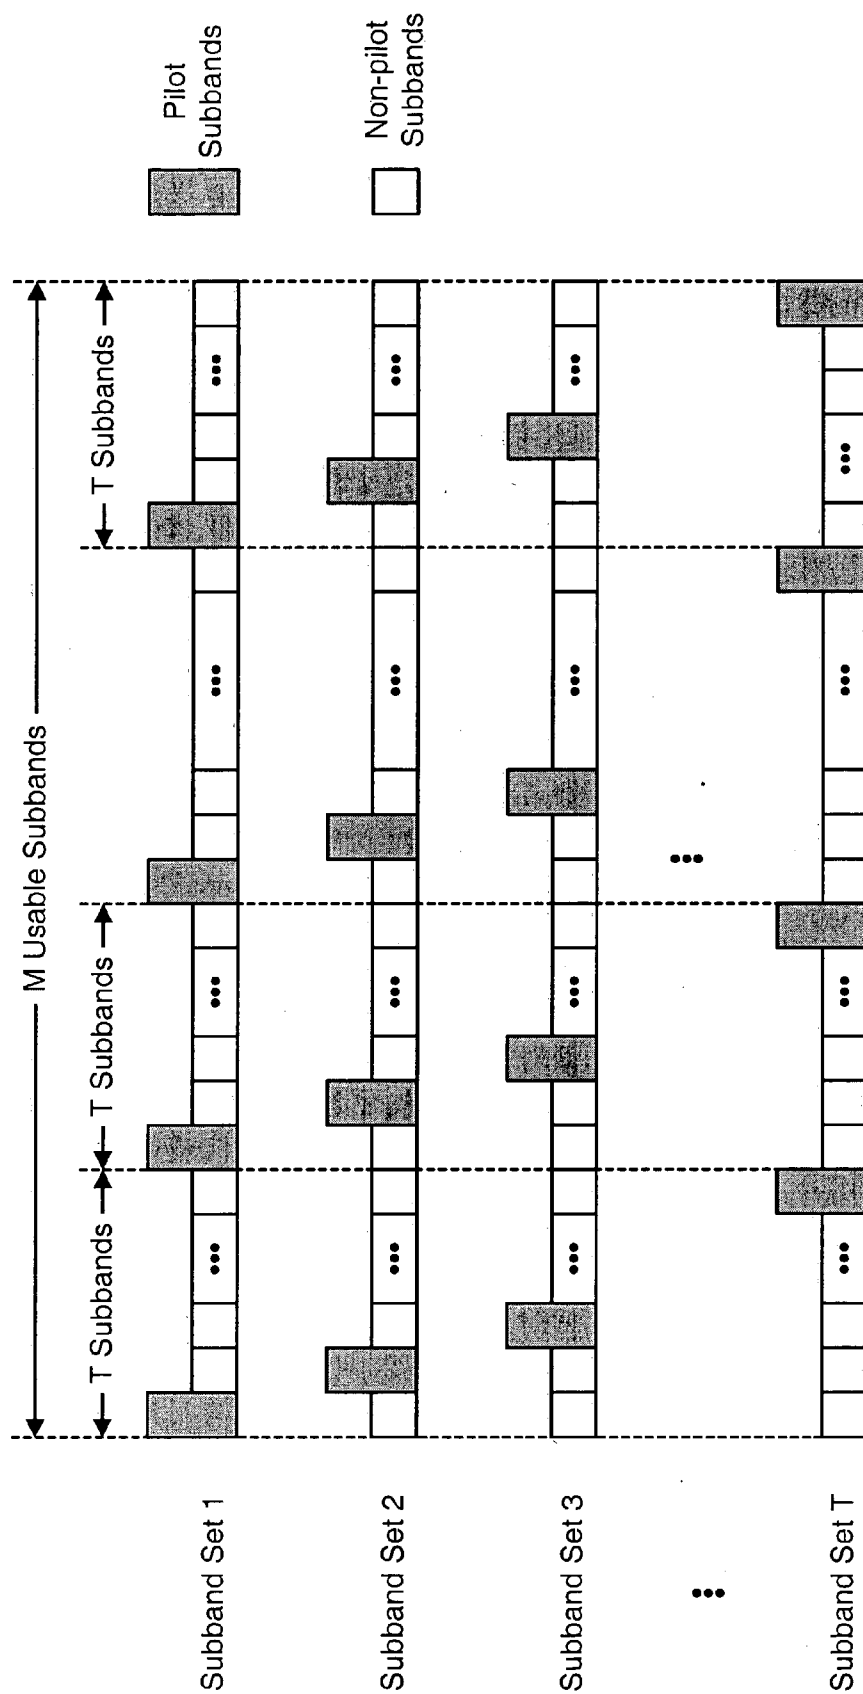 M Usable Subbands
T Subbands
T Subbands
T Subbands
Subband Set 1
•••
•••
•••
Pilot
Subbands
Subband Set 2
•••
•••
•••
Non-pilot
Subbands
Subband Set 3
•••
•••
•••
•••
•••
Subband Set T
•••
•••
•••
•••